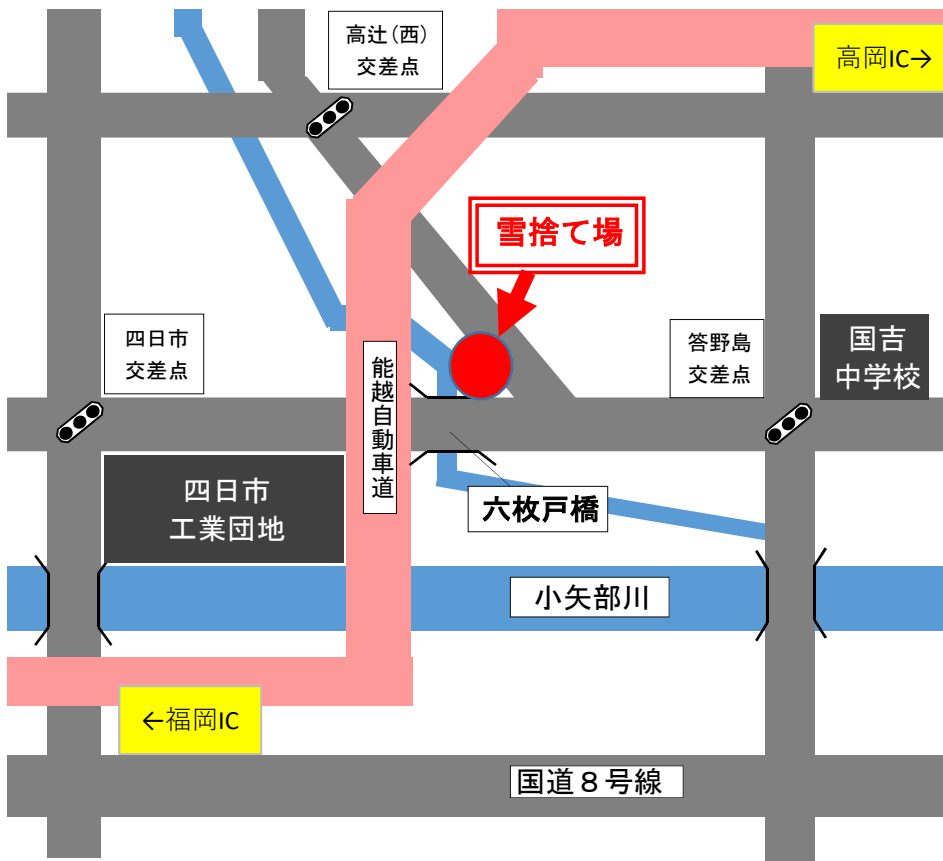 高辻(西)
交差点
高岡IC→
雪捨て場
四日市
交差点
能越自動車道
答野島
交差点
国吉
中学校
四日市
工業団地
六枚戸橋
小矢部川
←福岡IC
国道８号線